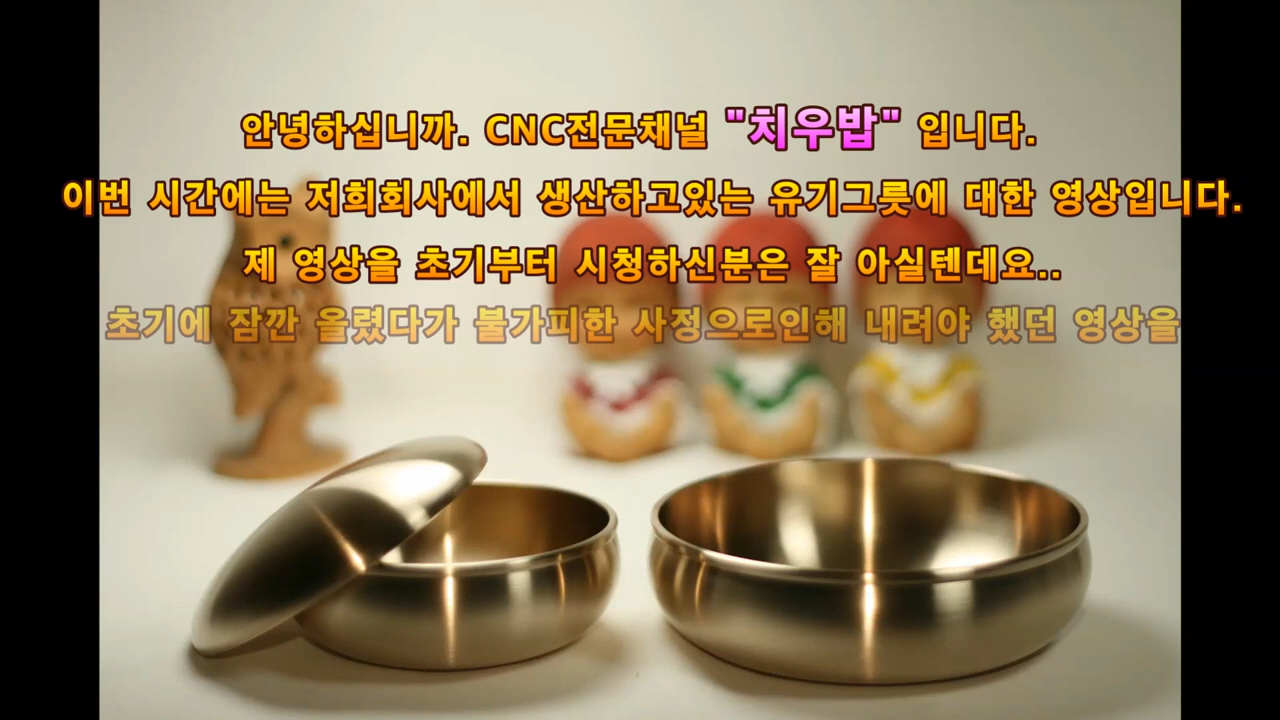 안녕하십니까. CNC전문채널 "치우밥" 입니다.
이번 시간에는 저희회사에서 생산하고있는 유기그릇에 대한 영상입니다.
제 영상을 초기부터 시청하신분은 잘 아실텐데요..
초기에 잠깐 올렸다가 불가피한 사정으로인해 내려야 했던 영상을